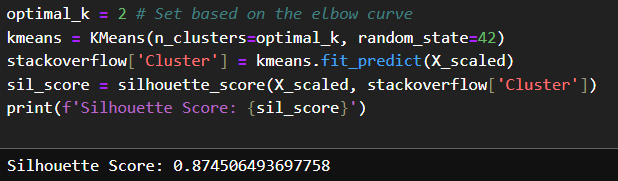 optimal_k = 2 # Set based on the elbow curve
kmeans = KMeans(n_clusters=optimal_k, random_state=42)
stackoverflow['Cluster'] = kmeans.fit_predict(X_scaled)
sil_score = silhouette_score(X_scaled, stackoverflow['Cluster'])
print(f'Silhouette Score: {sil_score}')
Silhouette Score: 0.874506493697758